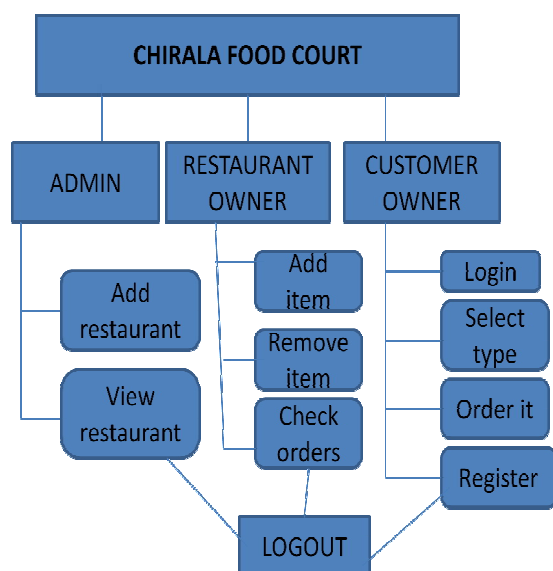 CHIRALA FOOD COURT
ADMIN
RESTAURANT
OWNER
CUSTOMER
OWNER
Add
restaurant
View
restaurant
Add
item
Remove
item
Check
orders
Login
Select
type
Order it
Register
LOGOUT